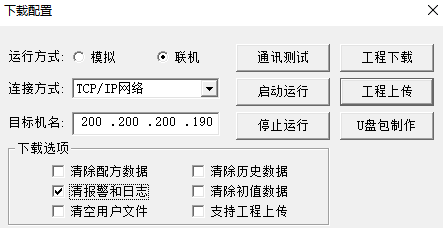 下载配置
运行方式: 模拟 联机 通讯测试 工程下载
连接方式: TCP/IP网络 启动运行 工程上传
目标机名: 200 .200 .200 .190 停止运行 U盘包制作
下载选项
清除配方数据 清除历史数据
清报警和日志 清除初值数据
清空用户文件 支持工程上传